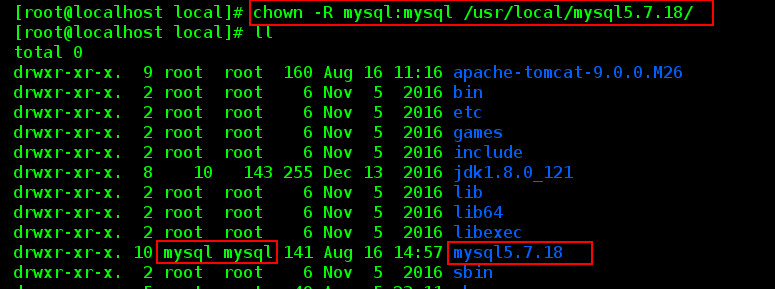 [root@localhost local]# chown -R mysql:mysql /usr/local/mysql5.7.18/
[root@localhost local]# ll
total 0
drwxr-xr-x. 9 root root 160 Aug 16 11:16 apache-tomcat-9.0.0.M26
drwxr-xr-x. 2 root root 6 Nov 5 2016 bin
drwxr-xr-x. 2 root root 6 Nov 5 2016 etc
drwxr-xr-x. 2 root root 6 Nov 5 2016 games
drwxr-xr-x. 2 root root 6 Nov 5 2016 include
drwxr-xr-x. 8 10 143 255 Dec 13 2016 jdk1.8.0_121
drwxr-xr-x. 2 root root 6 Nov 5 2016 lib
drwxr-xr-x. 2 root root 6 Nov 5 2016 lib64
drwxr-xr-x. 2 root root 6 Nov 5 2016 libexec
drwxr-xr-x. 10 mysql mysql 141 Aug 16 14:57 mysql5.7.18
drwxr-xr-x. 2 root root 6 Nov 5 2016 sbin